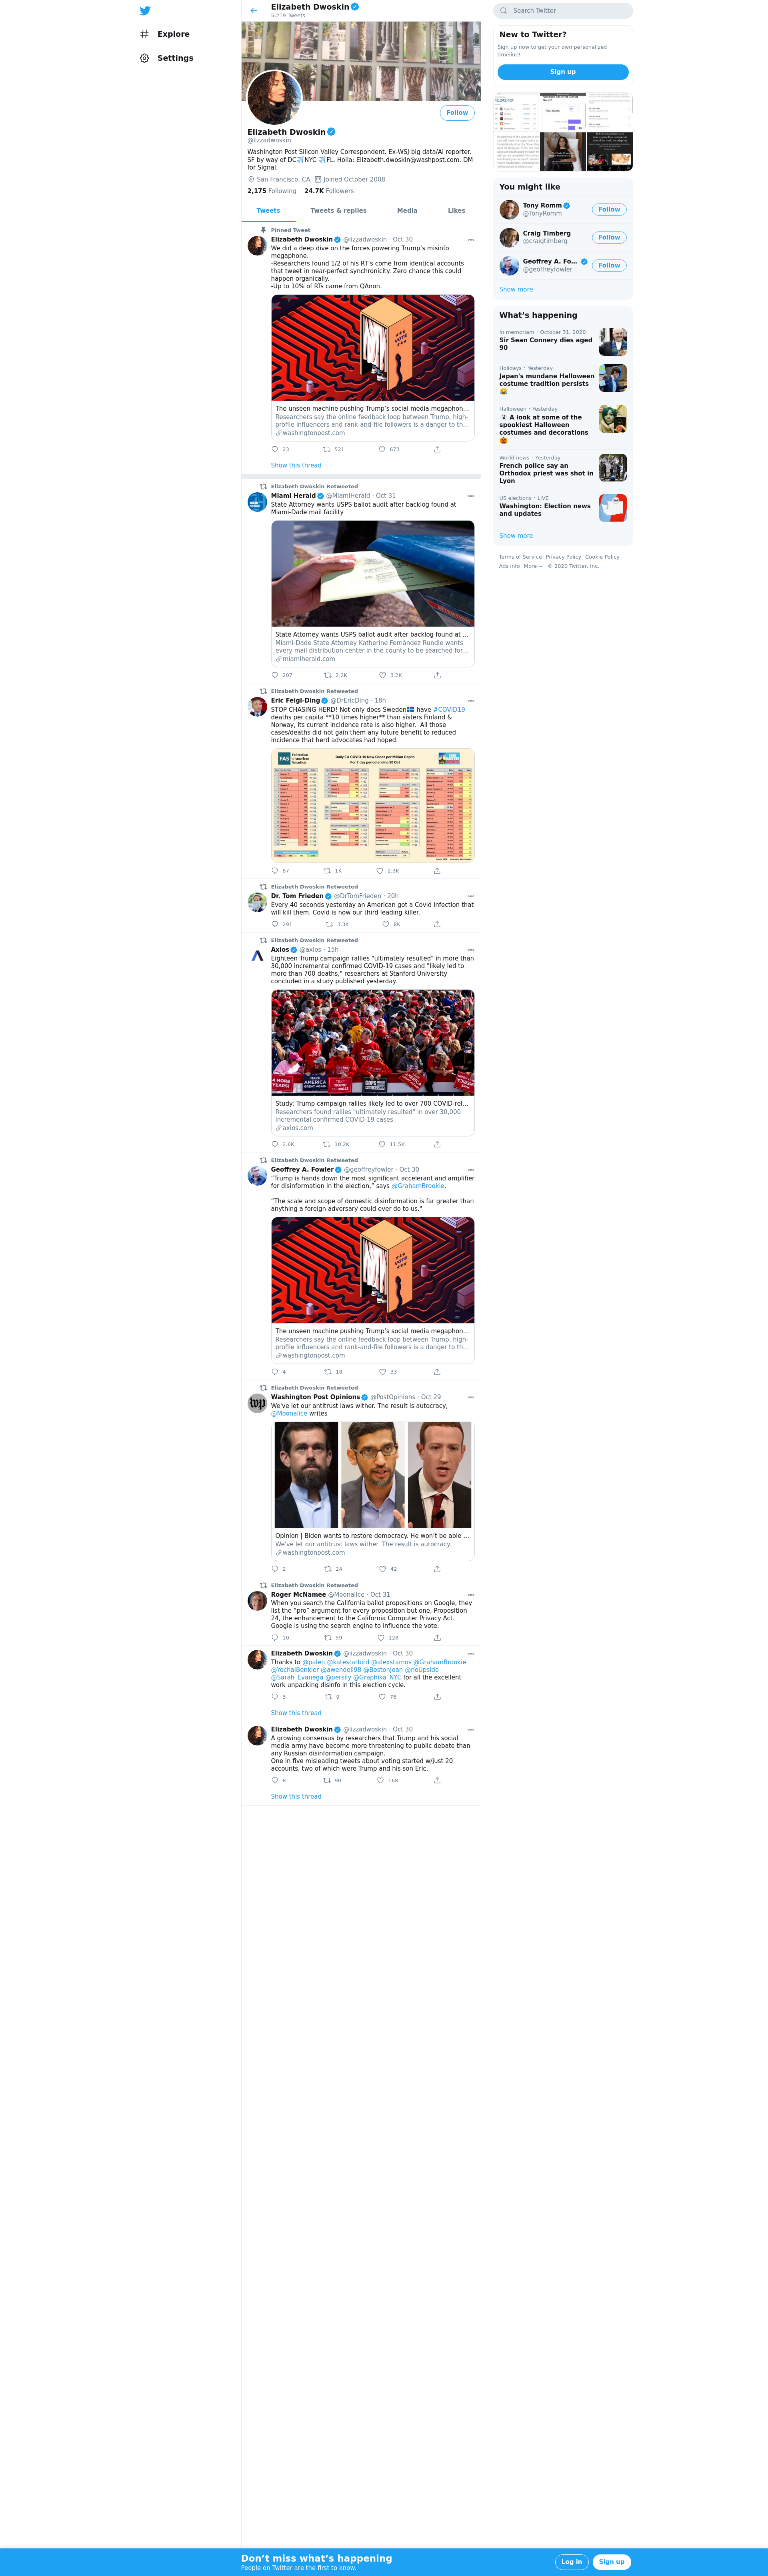 Explore
Settings
Elizabeth Dwoskin
5,219 Tweets
Follow
Elizabeth Dwoskin
@lizzadwoskin
Washington Post Silicon Valley Correspondent. Ex-WSJ big data/AI reporter.
SF by way of DC✈️NYC ✈️FL. Holla: Elizabeth.dwoskin@washpost.com. DM
for Signal.
San Francisco, CA Joined October 2008
2,175 Following 24.7K Followers
Tweets Tweets & replies Media Likes
Pinned Tweet
Elizabeth Dwoskin @lizzadwoskin · Oct 30
We did a deep dive on the forces powering Trump’s misinfo
megaphone.
-Researchers found 1/2 of his RT’s come from identical accounts
that tweet in near-perfect synchronicity. Zero chance this could
happen organically.
-Up to 10% of RTs came from QAnon.
VOTE
The unseen machine pushing Trump’s social media megaphon...
Researchers say the online feedback loop between Trump, high-
profile influencers and rank-and-file followers is a danger to th...
washingtonpost.com
23 521 673
Show this thread
Elizabeth Dwoskin Retweeted
Miami Herald @MiamiHerald · Oct 31
State Attorney wants USPS ballot audit after backlog found at
Miami-Dade mail facility
State Attorney wants USPS ballot audit after backlog found at ...
Miami-Dade State Attorney Katherine Fernández Rundle wants
every mail distribution center in the county to be searched for...
miamiherald.com
207 2.2K 3.2K
Elizabeth Dwoskin Retweeted
Eric Feigl-Ding @DrEricDing · 18h
STOP CHASING HERD! Not only does Sweden🇸🇪 have #COVID19
deaths per capita **10 times higher** than sisters Finland &
Norway, its current incidence rate is also higher. All those
cases/deaths did not gain them any future benefit to reduced
incidence that herd advocates had hoped.
FAS
Daily EU COVID-19 New Cases per Million Capita
For 7 day period ending 30 Oct
87 1K 2.3K
Elizabeth Dwoskin Retweeted
Dr. Tom Frieden @DrTomFrieden · 20h
Every 40 seconds yesterday an American got a Covid infection that
will kill them. Covid is now our third leading killer.
291 3.3K 6K
Elizabeth Dwoskin Retweeted
Axios @axios · 15h
Eighteen Trump campaign rallies "ultimately resulted" in more than
30,000 incremental confirmed COVID-19 cases and "likely led to
more than 700 deaths," researchers at Stanford University
concluded in a study published yesterday.
4 MORE YEARS!
MAKE AMERICA GREAT AGAIN!
COPS
Study: Trump campaign rallies likely led to over 700 COVID-rel...
Researchers found rallies "ultimately resulted" in over 30,000
incremental confirmed COVID-19 cases.
axios.com
2.6K 10.2K 11.5K
Elizabeth Dwoskin Retweeted
Geoffrey A. Fowler @geoffreyfowler · Oct 30
“Trump is hands down the most significant accelerant and amplifier
for disinformation in the election,” says @GrahamBrookie.
“The scale and scope of domestic disinformation is far greater than
anything a foreign adversary could ever do to us.”
VOTE
The unseen machine pushing Trump’s social media megaphon...
Researchers say the online feedback loop between Trump, high-
profile influencers and rank-and-file followers is a danger to th...
washingtonpost.com
4 18 33
Elizabeth Dwoskin Retweeted
wp
Washington Post Opinions @PostOpinions · Oct 29
We’ve let our antitrust laws wither. The result is autocracy,
@Moonalice writes
Opinion | Biden wants to restore democracy. He won’t be able ...
We’ve let our antitrust laws wither. The result is autocracy.
washingtonpost.com
2 24 42
Elizabeth Dwoskin Retweeted
Roger McNamee @Moonalice · Oct 31
When you search the California ballot propositions on Google, they
list the “pro” argument for every proposition but one, Proposition
24, the enhancement to the California Computer Privacy Act.
Google is using the search engine to influence the vote.
10 59 128
Elizabeth Dwoskin @lizzadwoskin · Oct 30
Thanks to @palen @katestarbird @alexstamos @GrahamBrookie
@YochaiBenkler @awendell98 @BostonJoan @noUpside
@Sarah_Evanega @persily @Graphika_NYC for all the excellent
work unpacking disinfo in this election cycle.
3 9 76
Show this thread
Elizabeth Dwoskin @lizzadwoskin · Oct 30
A growing consensus by researchers that Trump and his social
media army have become more threatening to public debate than
any Russian disinformation campaign.
One in five misleading tweets about voting started w/just 20
accounts, two of which were Trump and his son Eric.
8 90 168
Show this thread
Search Twitter
New to Twitter?
Sign up now to get your own personalized
timeline!
Sign up
You might like
Tony Romm
@TonyRomm
Follow
Craig Timberg
@craigtimberg
Follow
Geoffrey A. Fo...
@geoffreyfowler
Follow
Show more
What’s happening
In memoriam · October 31, 2020
Sir Sean Connery dies aged
90
Holidays · Yesterday
Japan's mundane Halloween
costume tradition persists
😂
Halloween · Yesterday
A look at some of the
spookiest Halloween
costumes and decorations
🎃
World news · Yesterday
French police say an
Orthodox priest was shot in
Lyon
US elections · LIVE
Washington: Election news
and updates
Show more
Terms of Service Privacy Policy Cookie Policy
Ads info More © 2020 Twitter, Inc.
Don’t miss what’s happening
People on Twitter are the first to know.
Log in Sign up